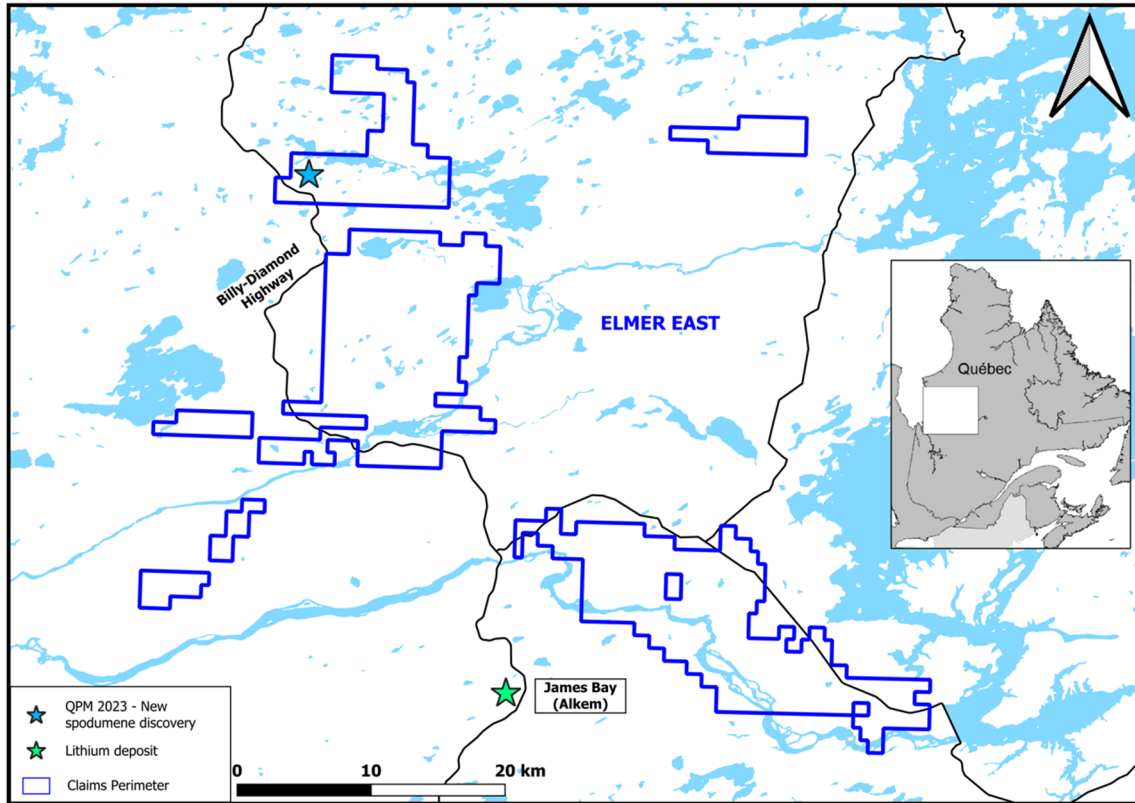 Billy-Diamond
Highway
ELMER EAST
Québec
James Bay
(Alkem)
QPM 2023 - New
spodumene discovery
Lithium deposit
Claims Perimeter
0 10 20 km